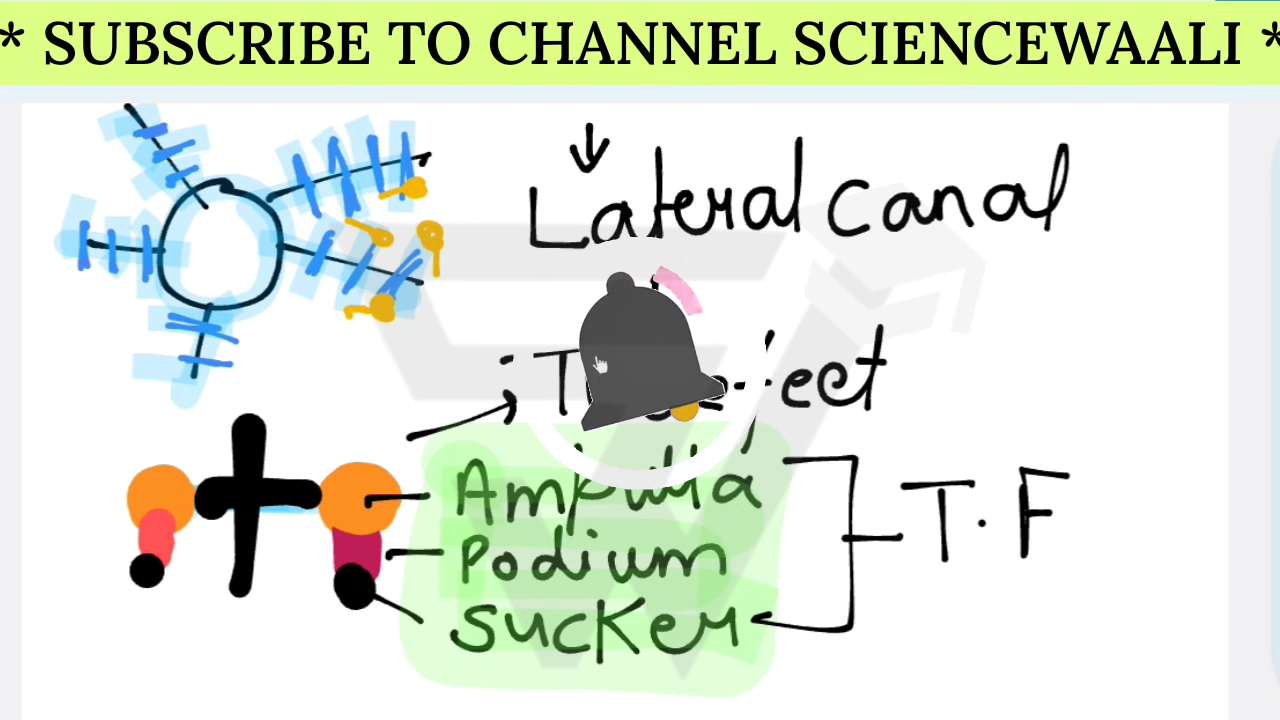 * SUBSCRIBE TO CHANNEL SCIENCEWAALI *
Lateral canal
Ampulla
Podium
Sucker
T.F